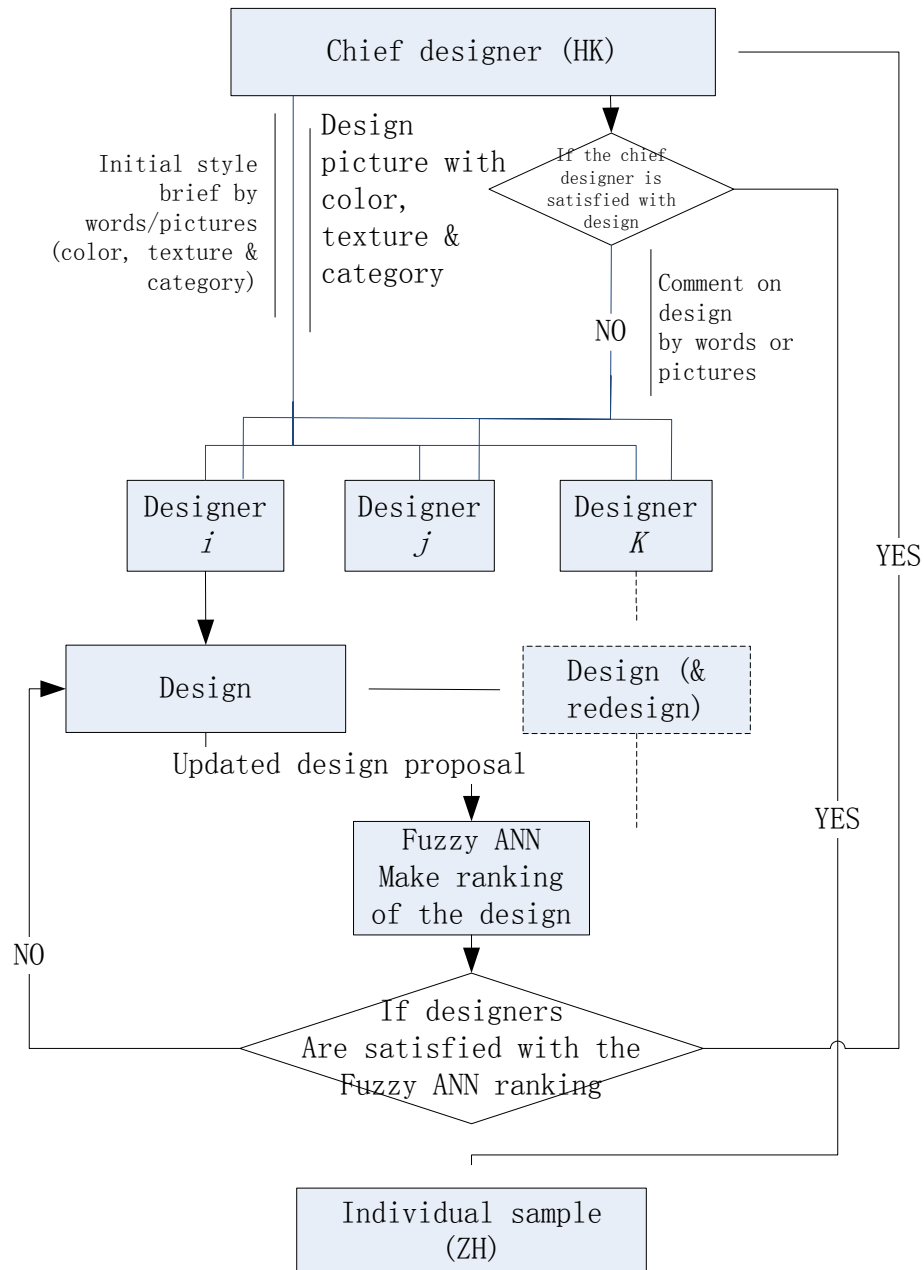 Chief designer (HK)
Initial style
brief by
words/pictures
(color, texture &
category)
Design
picture with
color,
texture &
category
If the chief
designer is
satisfied with
design
NO
Comment on
design
by words or
pictures
Designer
i
Designer
j
Designer
K
YES
Design
Design (&
redesign)
Updated design proposal
YES
Fuzzy ANN
Make ranking
of the design
NO
If designers
Are satisfied with the
Fuzzy ANN ranking
Individual sample
(ZH)